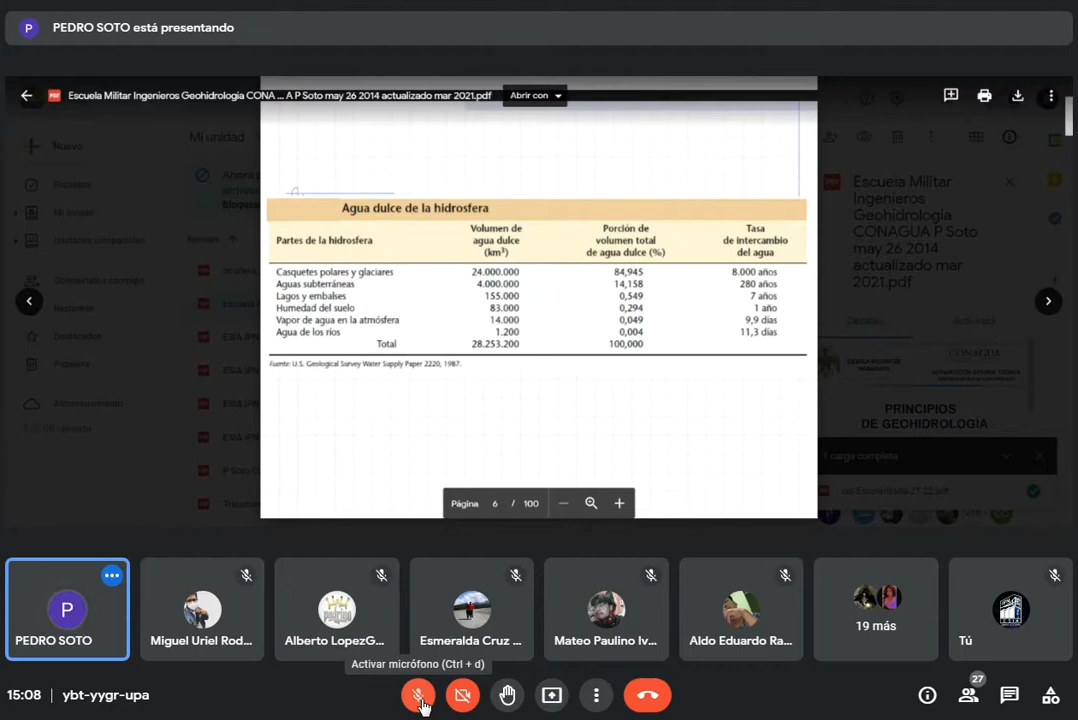 P PEDRO SOTO está presentando
PDF Escuela Militar Ingenieros Geohidrologia CONA ... A P Soto may 26 2014 actualizado mar 2021.pdf Abrir con
Nuevo
Mi unidad
Mi unidad
Agua dulce de la hidrosfera
Partes de la hidrosfera
Volumen de
agua dulce
(km³)
Porción de
volumen total
de agua dulce (%)
Tasa
de intercambio
del agua
Casquetes polares y glaciares 24.000.000 84,945 8.000 años
Aguas subterráneas 4.000.000 14,158 280 años
Lagos y embalses 155.000 0,549 7 años
Humedad del suelo 83.000 0,294 1 año
Vapor de agua en la atmósfera 14.000 0,049 9,9 días
Agua de los ríos 1.200 0,004 11,3 días
Total 28.253.200 100,000
Fuente: U.S. Geological Survey Water Supply Paper 2220, 1987.
Página 6 / 100
Escuela Militar
Ingenieros
Geohidrologia
CONAGUA P Soto
may 26 2014
actualizado mar
2021.pdf
CONAGUA
PRINCIPIOS
DE GEOHIDROLOGÍA
1 carga completa
P
PEDRO SOTO
Miguel Uriel Rod...
Alberto LopezG...
Esmeralda Cruz ...
Mateo Paulino Iv...
Aldo Eduardo Ra...
19 más
Tú
Activar micrófono (Ctrl + d)
15:08 | ybt-yygr-upa
27